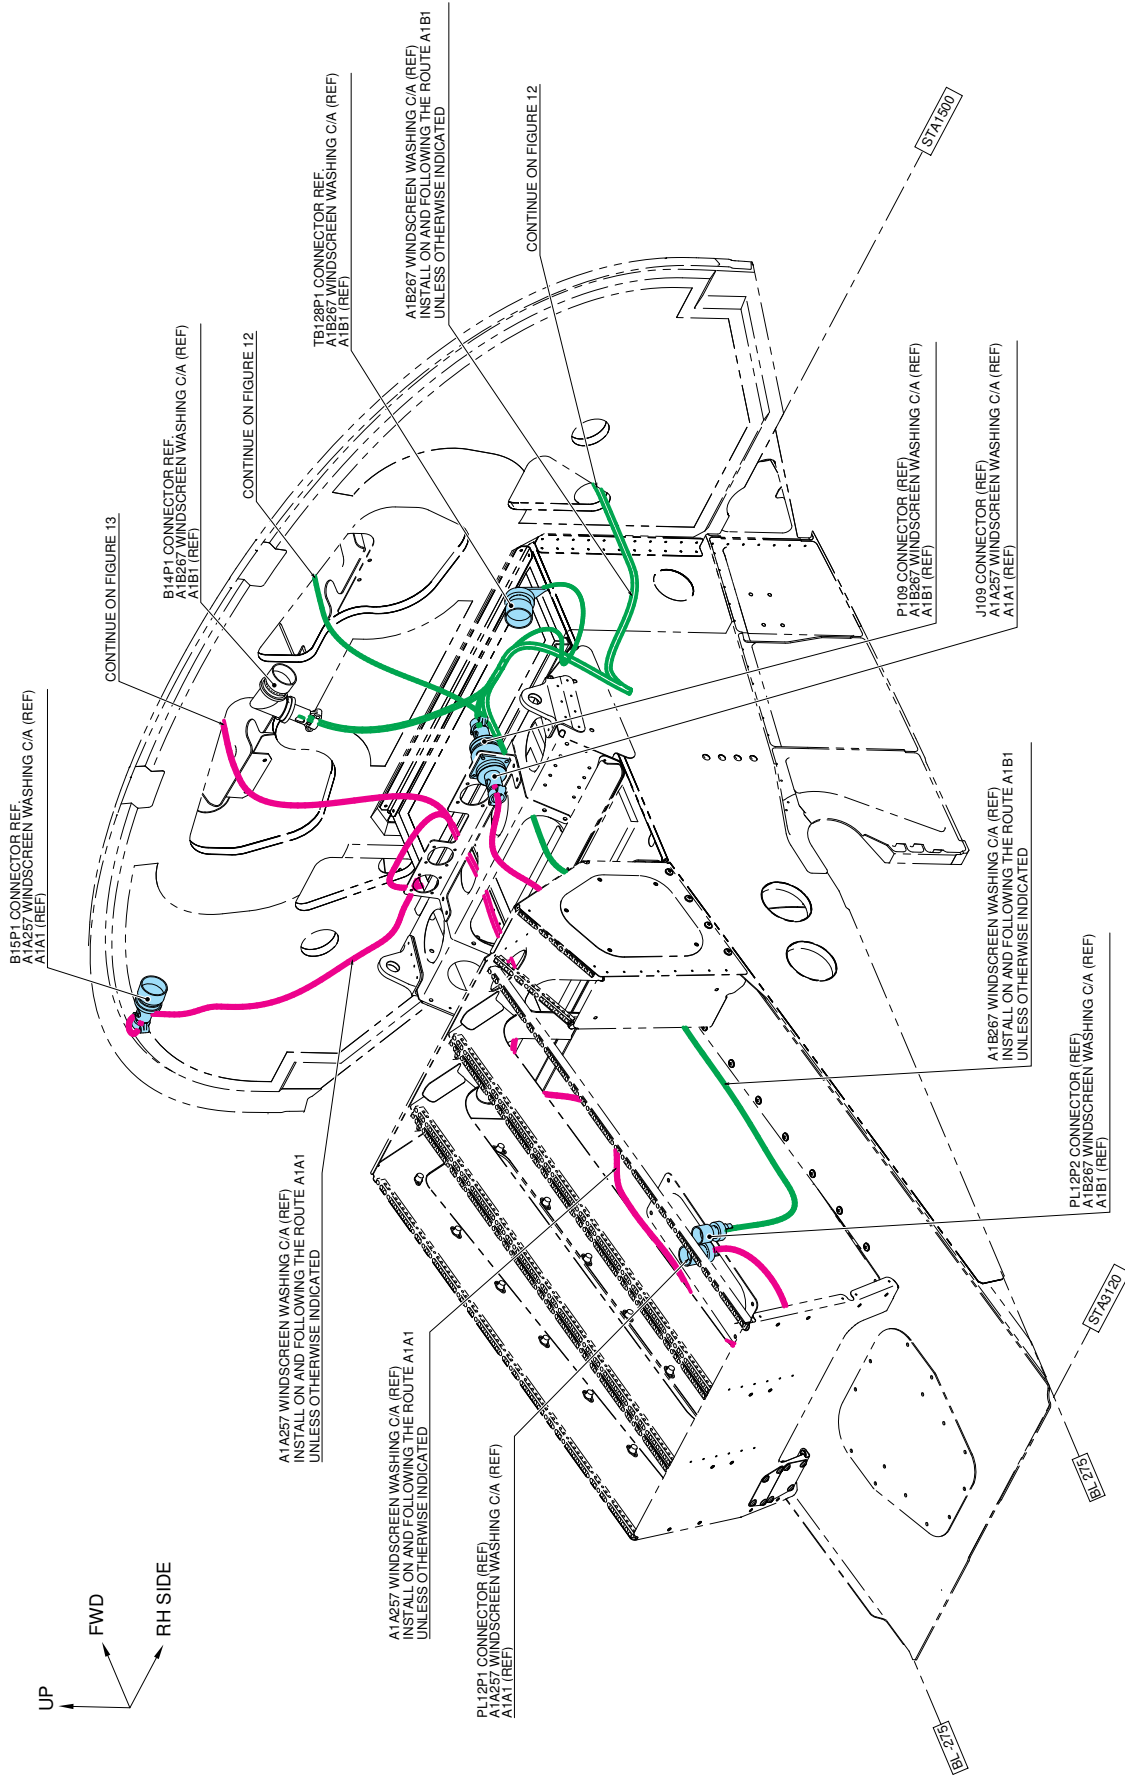 UP
FWD
RH SIDE
B15P1 CONNECTOR REF.
A1A257 WINDSCREEN WASHING C/A (REF)
A1A1 (REF)
CONTINUE ON FIGURE 13
B14P1 CONNECTOR REF.
A1B267 WINDSCREEN WASHING C/A (REF)
A1B1 (REF)
CONTINUE ON FIGURE 12
TB128P1 CONNECTOR REF.
A1B267 WINDSCREEN WASHING C/A (REF)
A1B1 (REF)
A1B267 WINDSCREEN WASHING C/A (REF)
INSTALL ON AND FOLLOWING THE ROUTE A1B1
UNLESS OTHERWISE INDICATED
CONTINUE ON FIGURE 12
STA1500
A1A257 WINDSCREEN WASHING C/A (REF)
INSTALL ON AND FOLLOWING THE ROUTE A1A1
UNLESS OTHERWISE INDICATED
A1A257 WINDSCREEN WASHING C/A (REF)
INSTALL ON AND FOLLOWING THE ROUTE A1A1
UNLESS OTHERWISE INDICATED
PL12P1 CONNECTOR (REF)
A1A257 WINDSCREEN WASHING C/A (REF)
A1A1 (REF)
P109 CONNECTOR (REF)
A1B267 WINDSCREEN WASHING C/A (REF)
A1B1 (REF)
J109 CONNECTOR (REF)
A1A257 WINDSCREEN WASHING C/A (REF)
A1A1 (REF)
A1B267 WINDSCREEN WASHING C/A (REF)
INSTALL ON AND FOLLOWING THE ROUTE A1B1
UNLESS OTHERWISE INDICATED
PL12P2 CONNECTOR (REF)
A1B267 WINDSCREEN WASHING C/A (REF)
A1B1 (REF)
STA3120
BL 275
BL -275